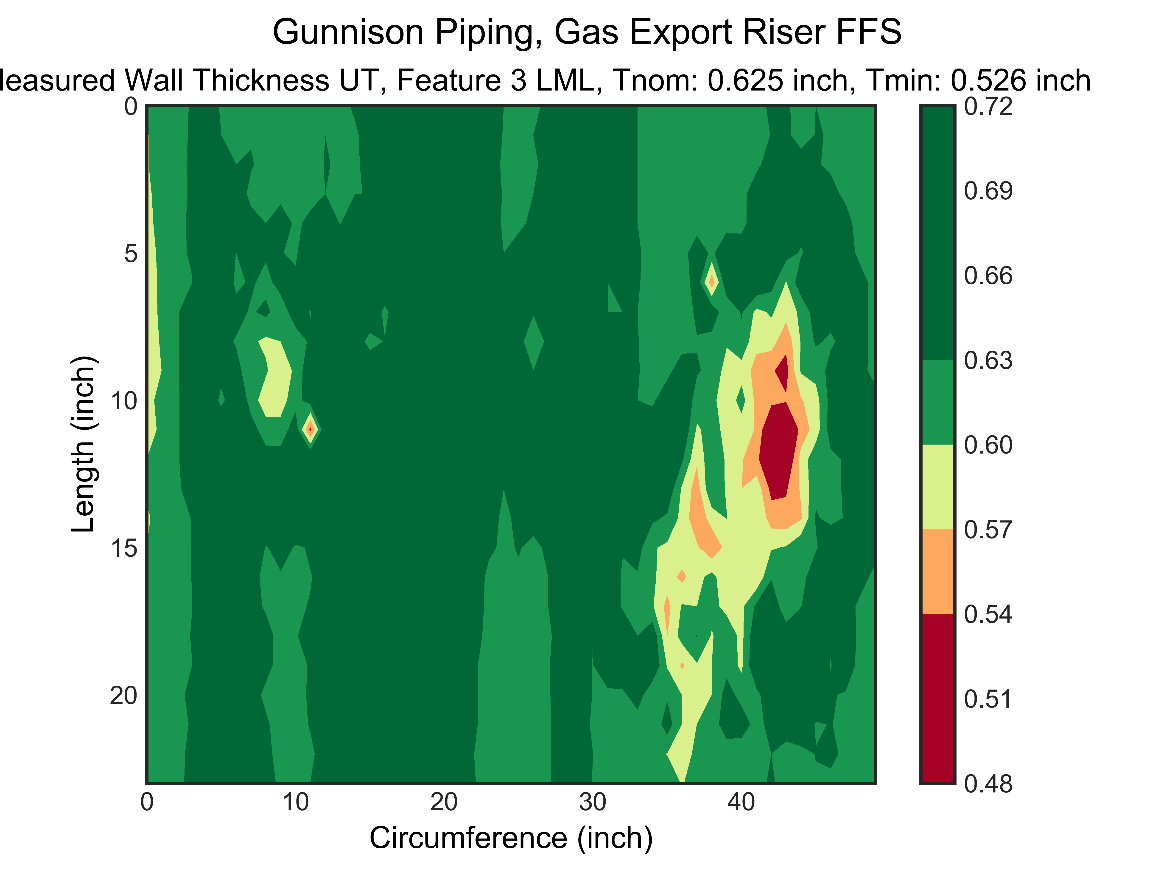 Gunnison Piping, Gas Export Riser FFS
leasured Wall Thickness UT, Feature 3 LML, Tnom: 0.625 inch, Tmin: 0.526 inch
0
5
10
15
20
Length (inch)
0 10 20 30 40
Circumference (inch)
0.72
0.69
0.66
0.63
0.60
0.57
0.54
0.51
0.48